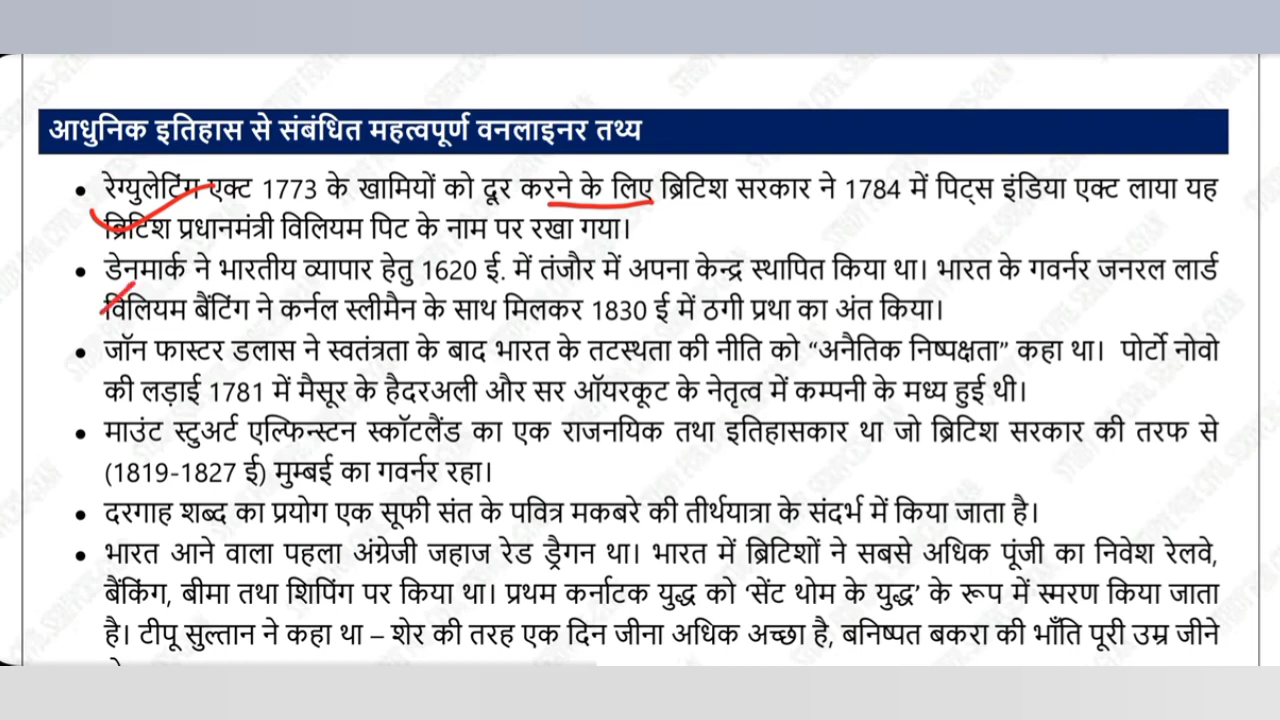 आधुनिक इतिहास से संबंधित महत्वपूर्ण वनलाइनर तथ्य
• रेग्युलेटिंग एक्ट 1773 के खामियों को दूर करने के लिए ब्रिटिश सरकार ने 1784 में पिट्स इंडिया एक्ट लाया यह
ब्रिटिश प्रधानमंत्री विलियम पिट के नाम पर रखा गया।
• डेनमार्क ने भारतीय व्यापार हेतु 1620 ई. में तंजौर में अपना केन्द्र स्थापित किया था। भारत के गवर्नर जनरल लार्ड
विलियम बैंटिंग ने कर्नल स्लीमैन के साथ मिलकर 1830 ई में ठगी प्रथा का अंत किया।
• जॉन फास्टर डलास ने स्वतंत्रता के बाद भारत के तटस्थता की नीति को “अनैतिक निष्पक्षता” कहा था। पोर्टो नोवो
की लड़ाई 1781 में मैसूर के हैदरअली और सर ऑयरकूट के नेतृत्व में कम्पनी के मध्य हुई थी।
• माउंट स्टुअर्ट एल्फिन्स्टन स्कॉटलैंड का एक राजनयिक तथा इतिहासकार था जो ब्रिटिश सरकार की तरफ से
(1819-1827 ई) मुम्बई का गवर्नर रहा।
• दरगाह शब्द का प्रयोग एक सूफी संत के पवित्र मकबरे की तीर्थयात्रा के संदर्भ में किया जाता है।
• भारत आने वाला पहला अंग्रेजी जहाज रेड ड्रैगन था। भारत में ब्रिटिशों ने सबसे अधिक पूंजी का निवेश रेलवे,
बैंकिंग, बीमा तथा शिपिंग पर किया था। प्रथम कर्नाटक युद्ध को ‘सेंट थोम के युद्ध’ के रूप में स्मरण किया जाता
है। टीपू सुल्तान ने कहा था – शेर की तरह एक दिन जीना अधिक अच्छा है, बनिष्पत बकरा की भाँति पूरी उम्र जीने